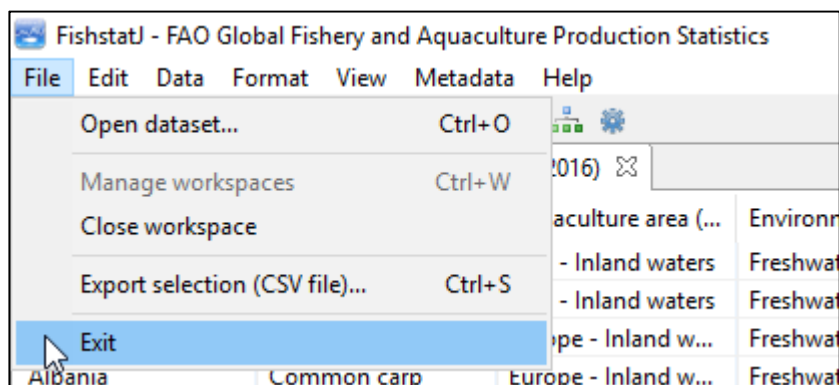 FishstatJ - FAO Global Fishery and Aquaculture Production Statistics
File Edit Data Format View Metadata Help
Open dataset... Ctrl+O
2016)
Manage workspaces Ctrl+W
Close workspace
aculture area (... Environn
- Inland waters Freshwat
Export selection (CSV file)... Ctrl+S
- Inland waters Freshwat
Exit
ope - Inland w... Freshwat
Albania Common carp Europe - Inland w... Freshwat